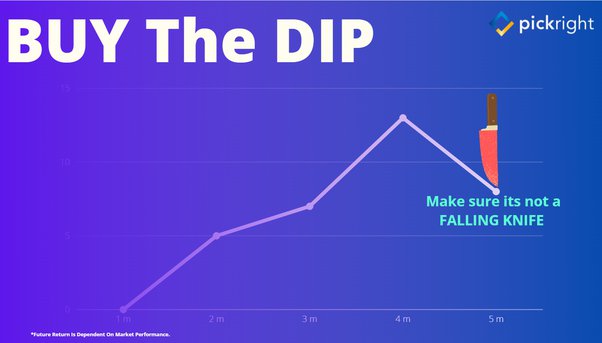 BUY The DIP
pickright
15
10
5
0
Make sure its not a
FALLING KNIFE
1 m 2 m 3 m 4 m 5 m
*Future Return Is Dependent On Market Performance.